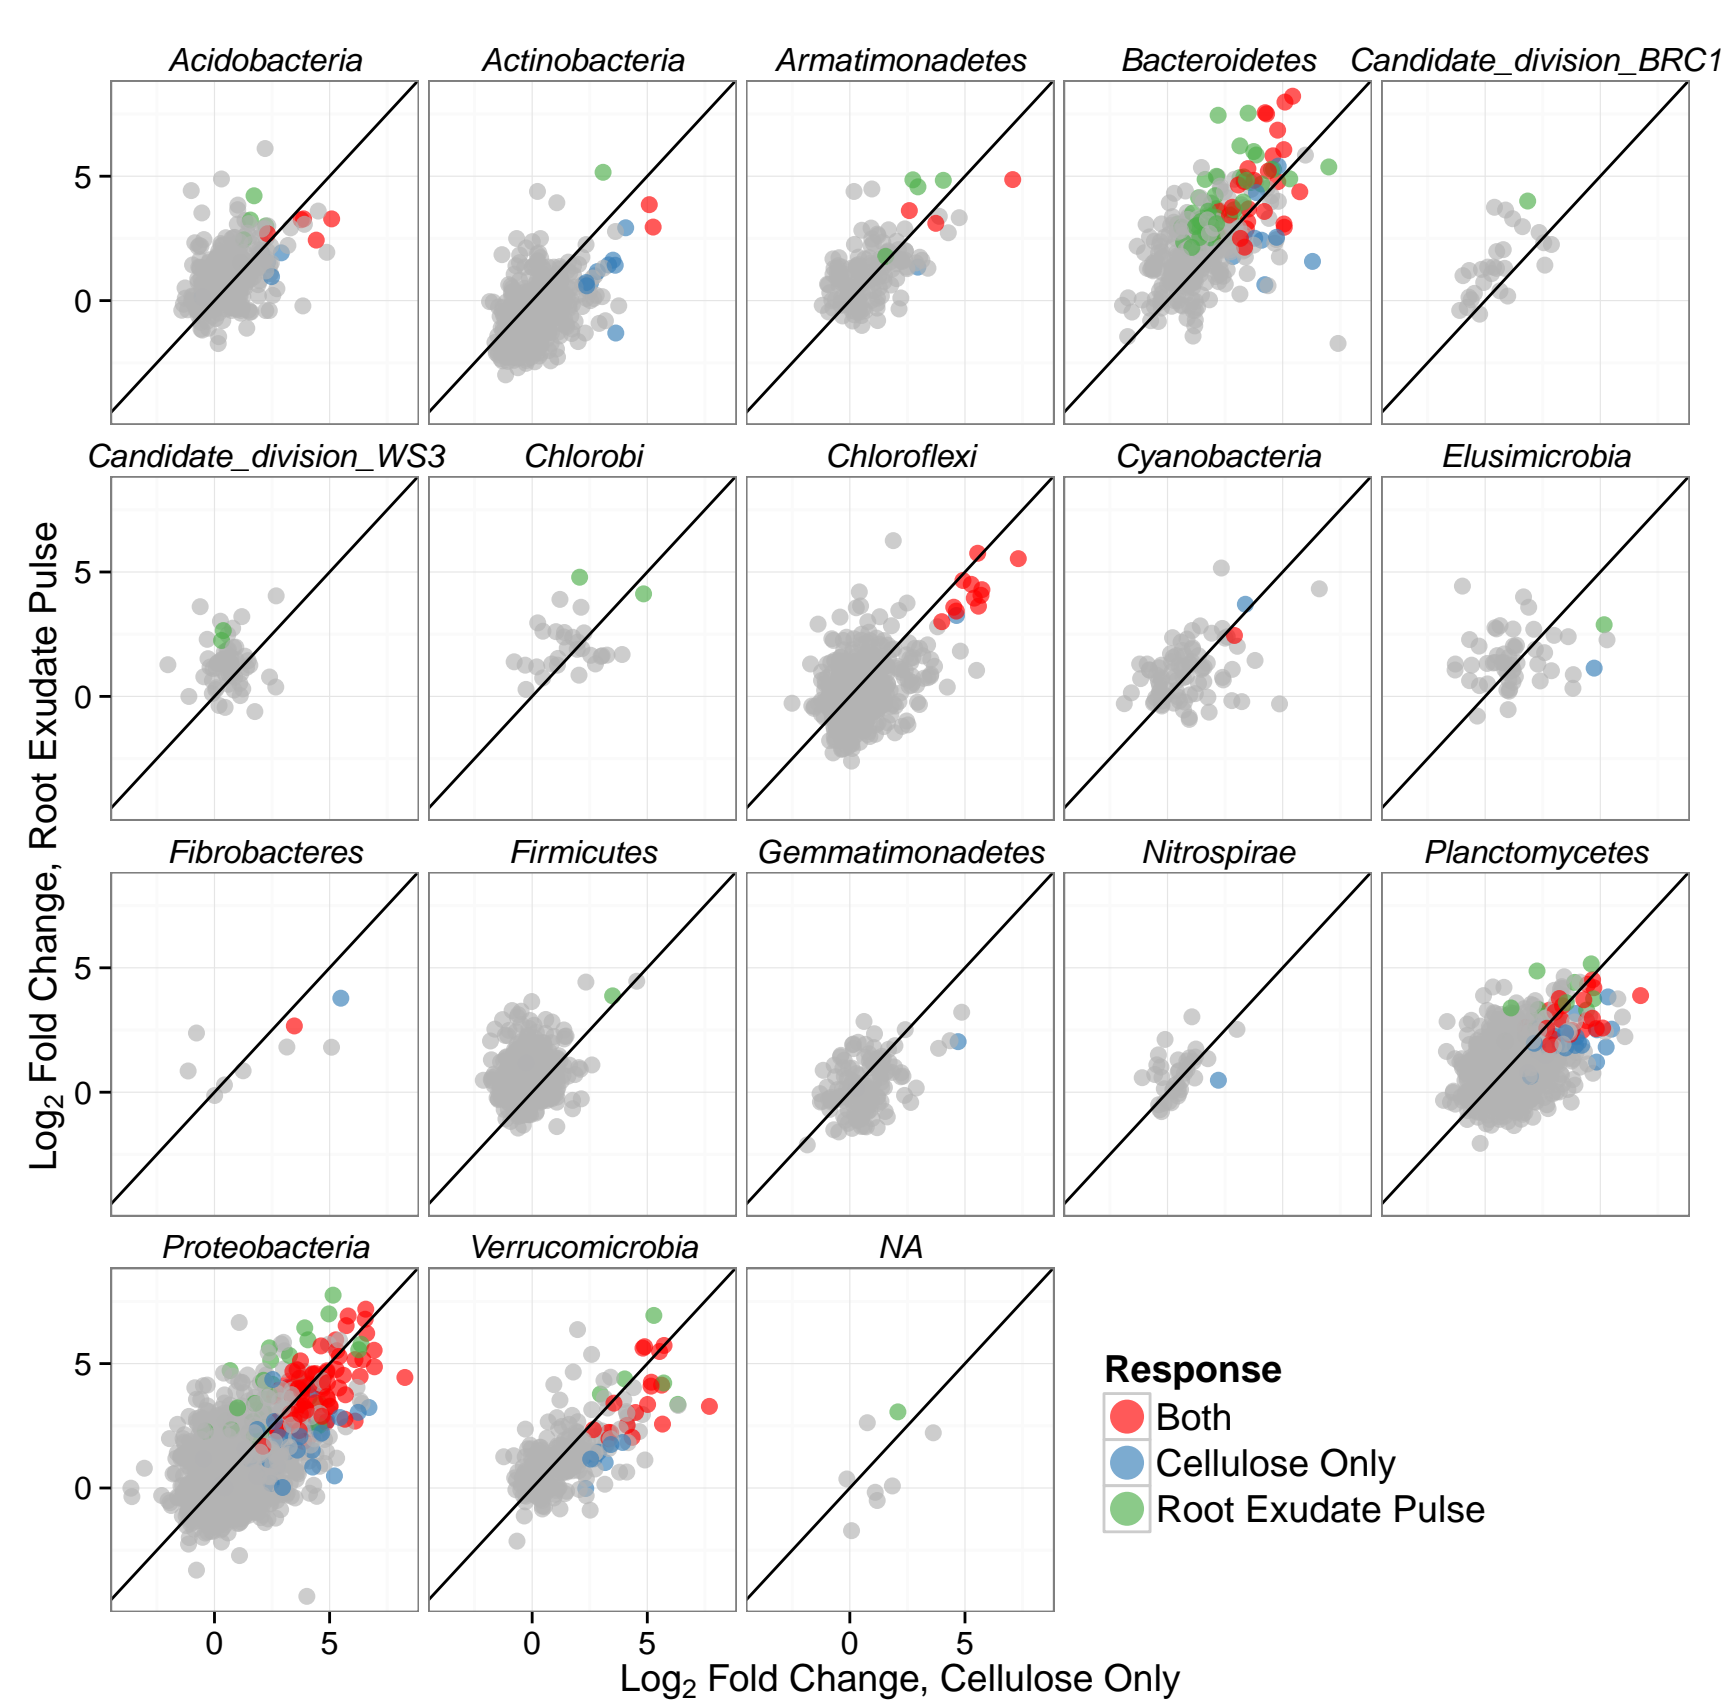 Acidobacteria Actinobacteria Armatimonadetes Bacteroidetes Candidate_division_BRC1
5
0
Candidate_division_WS3 Chlorobi Chloroflexi Cyanobacteria Elusimicrobia
5
0
Log2 Fold Change, Root Exudate Pulse
Fibrobacteres Firmicutes Gemmatimonadetes Nitrospirae Planctomycetes
5
0
Proteobacteria Verrucomicrobia NA
5
0
0 5 0 5 0 5
Log2 Fold Change, Cellulose Only
Response
Both
Cellulose Only
Root Exudate Pulse